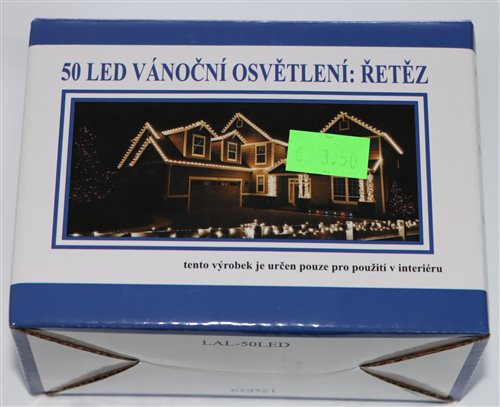 50 LED VÁNOČNÍ OSVĚTLENÍ: ŘETĚZ
€ 3.50
tento výrobek je určen pouze pro použití v interiéru
LAL-50LED